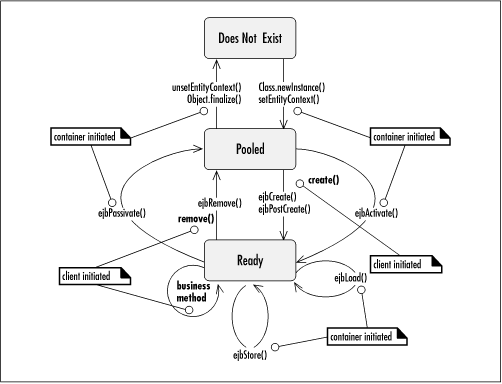 Does Not Exist
unsetEntityContext()
Object.finalize()
Class.newInstance()
setEntityContext()
container initiated
container initiated
Pooled
create()
ejbRemove()
ejbCreate()
ejbPostCreate()
ejbPassivate()
remove()
ejbActivate()
Ready
client initiated
client initiated
business
method
ejbLoad()
container initiated
ejbStore()